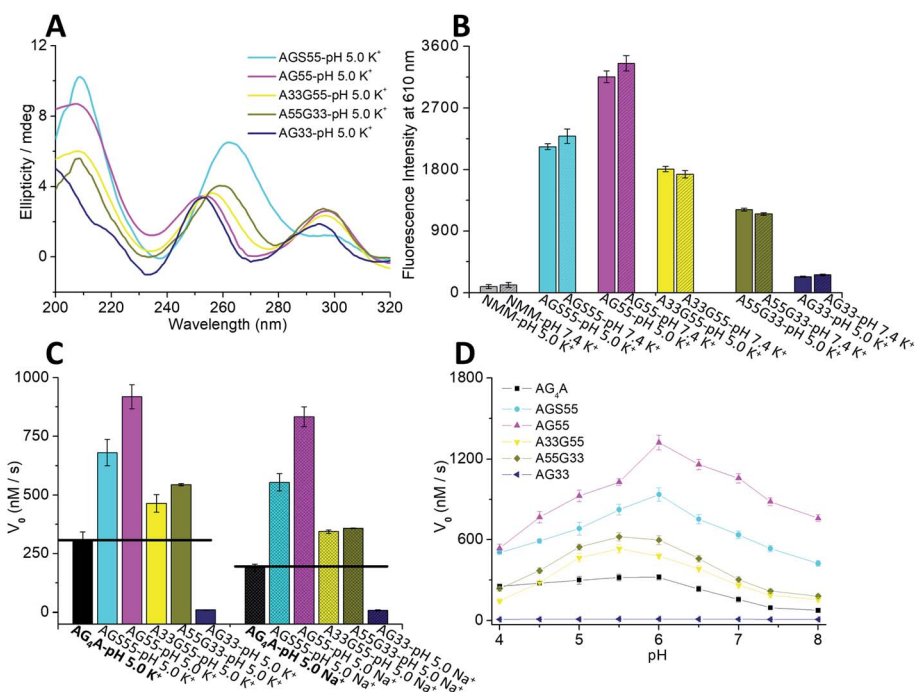 A
12
8
4
0
Ellipticity / mdeg
AGS55-pH 5.0 K⁺
AG55-pH 5.0 K⁺
A33G55-pH 5.0 K⁺
A55G33-pH 5.0 K⁺
AG33-pH 5.0 K⁺
200 220 240 260 280 300 320
Wavelength (nm)
B
3600
2700
1800
900
0
Fluorescence Intensity at 610 nm
NMM-pH 5.0 K⁺
NMM-pH 7.4 K⁺
AGS55-pH 5.0 K⁺
AGS55-pH 7.4 K⁺
AG55-pH 5.0 K⁺
AG55-pH 7.4 K⁺
A33G55-pH 5.0 K⁺
A33G55-pH 7.4 K⁺
A55G33-pH 5.0 K⁺
A55G33-pH 7.4 K⁺
AG33-pH 5.0 K⁺
AG33-pH 7.4 K⁺
C
1000
750
500
250
0
V₀ (nM / s)
AG₄A-pH 5.0 K⁺
AGS55-pH 5.0 K⁺
AG55-pH 5.0 K⁺
A33G55-pH 5.0 K⁺
A55G33-pH 5.0 K⁺
AG33-pH 5.0 K⁺
AG₄A-pH 5.0 Na⁺
AGS55-pH 5.0 Na⁺
AG55-pH 5.0 Na⁺
A33G55-pH 5.0 Na⁺
A55G33-pH 5.0 Na⁺
AG33-pH 5.0 Na⁺
D
1800
1200
600
0
V₀ (nM / s)
AG₄A
AGS55
AG55
A33G55
A55G33
AG33
4 5 6 7 8
pH